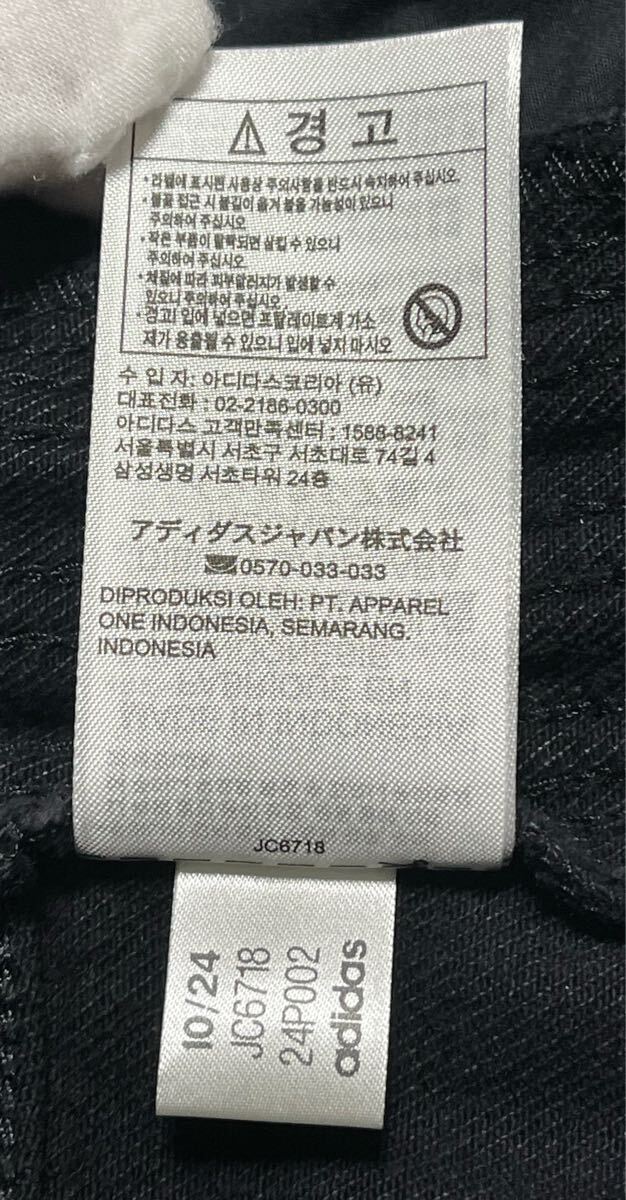 경 고
• 라벨에 표시된 사용상 주의사항을 반드시 숙지하여 주십시오.
• 불꽃 접근 시 불길이 옮겨 붙을 가능성이 있으니
주의하여 주십시오
• 작은 부품이 탈락되면 삼킬 수 있으니
주의하여 주십시오
• 체질에 따라 피부알러지가 발생할 수
있으니 주의하여 주십시오
• 경고! 입에 넣으면 프탈레이트계 가소
제가 용출될 수 있으니 입에 넣지 마시오
수 입 자: 아디다스코리아 (유)
대표전화 : 02-2186-0300
아디다스 고객만족센터 : 1588-8241
서울특별시 서초구 서초대로 74길 4
삼성생명 서초타워 24층
アディダスジャパン株式会社
0570-033-033
DIPRODUKSI OLEH: PT. APPAREL
ONE INDONESIA, SEMARANG.
INDONESIA
JC6718
10/24
JC6718
24P002
adidas